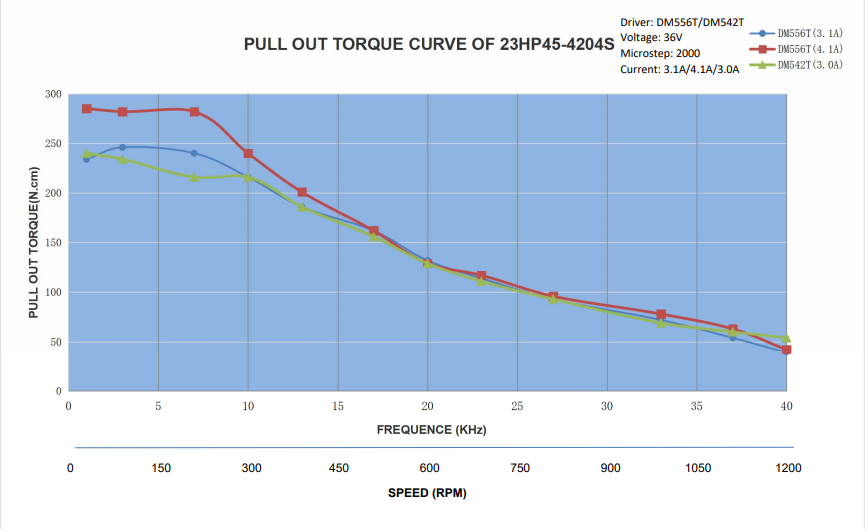 Driver: DM556T/DM542T
Voltage: 36V
Microstep: 2000
Current: 3.1A/4.1A/3.0A
DM556T(3.1A)
DM556T(4.1A)
DM542T(3.0A)
PULL OUT TORQUE CURVE OF 23HP45-4204S
PULL OUT TORQUE(N.cm)
300
250
200
150
100
50
0
0 5 10 15 20 25 30 35 40
FREQUENCE (KHz)
0 150 300 450 600 750 900 1050 1200
SPEED (RPM)